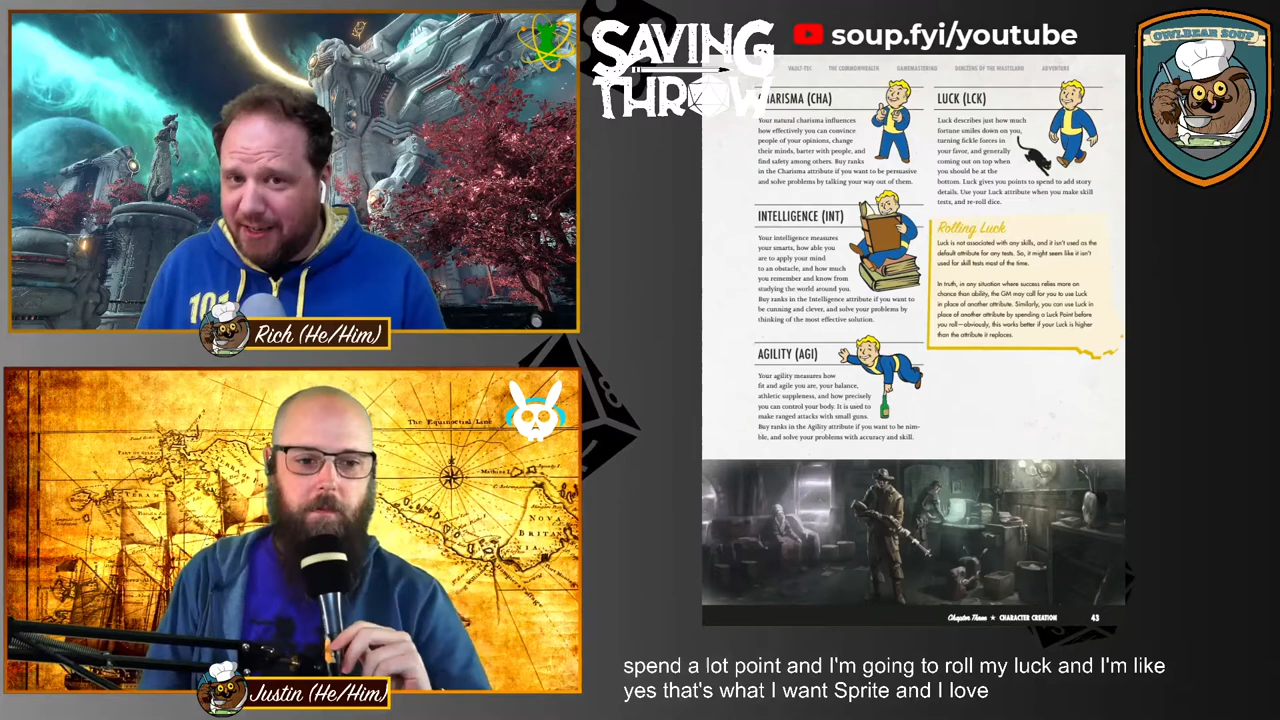 SAVING
THROW
soup.fyi/youtube
OWLBEAR SOUP
VAULT-TEC THE COMMONWEALTH GAMEMASTERING DENIZENS OF THE WASTELAND ADVENTURE
CHARISMA (CHA)
Your natural charisma influences
how effectively you can convince
people of your opinions, change
their minds, barter with people, and
find safety among others. Buy ranks
in the Charisma attribute if you want to be persuasive
and solve problems by talking your way out of them.
INTELLIGENCE (INT)
Your intelligence measures
your smarts, how able you
are to apply your mind
to an obstacle, and how much
you remember and know from
studying the world around you.
Buy ranks in the Intelligence attribute if you want to
be cunning and clever, and solve your problems by
thinking of the most effective solution.
AGILITY (AGI)
Your agility measures how
fit and agile you are, your balance,
athletic suppleness, and how precisely
you can control your body. It is used to
make ranged attacks with small guns.
Buy ranks in the Agility attribute if you want to be nim-
ble, and solve your problems with accuracy and skill.
LUCK (LCK)
Luck describes just how much
fortune smiles down on you,
turning fickle forces in
your favor, and generally
coming out on top when
you should be at the
bottom. Luck gives you points to spend to add story
details. Use your Luck attribute when you make skill
tests, and re-roll dice.
Rolling Luck
Luck is not associated with any skills, and it isn't used as the
default attribute for any tests. So, it might seem like it isn't
used for skill tests most of the time.
In truth, in any situation where success relies more on
chance than ability, the GM may call for you to use Luck
in place of another attribute. Similarly, you can use Luck in
place of another attribute by spending a Luck Point before
you roll—obviously, this works better if your Luck is higher
than the attribute it replaces.
Chapter Three ★ CHARACTER CREATION 43
101
Rich (He/Him)
The Equinoctial Line
Justin (He/Him)
spend a lot point and I'm going to roll my luck and I'm like
yes that's what I want Sprite and I love